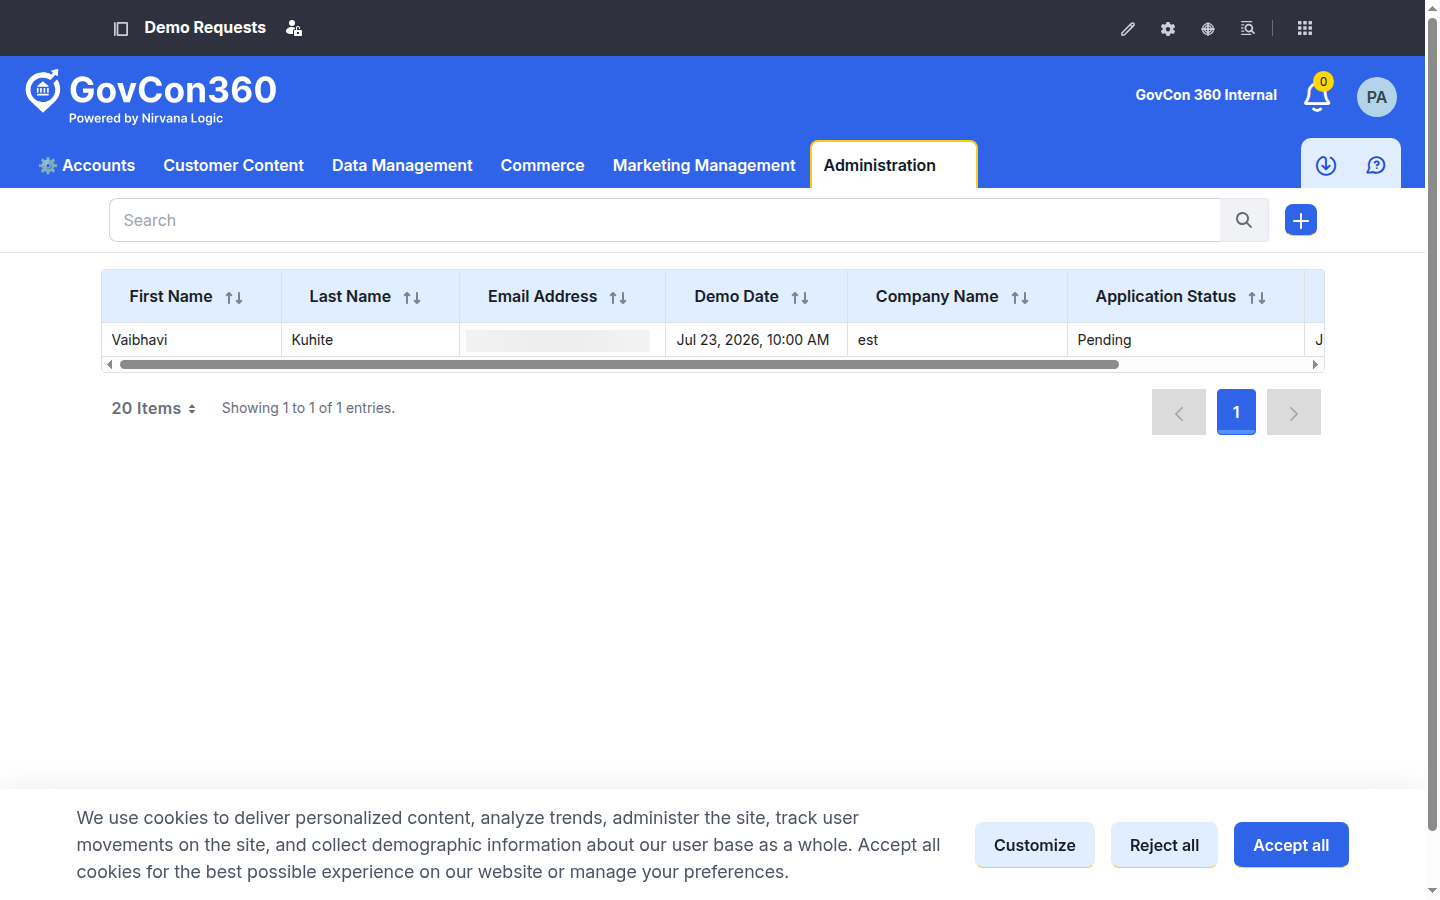 Demo Requests
GovCon360
Powered by Nirvana Logic
GovCon 360 Internal
0
PA
Accounts
Customer Content
Data Management
Commerce
Marketing Management
Administration
Search
First Name
Last Name
Email Address
Demo Date
Company Name
Application Status
Vaibhavi
Kuhite
Jul 23, 2026, 10:00 AM
est
Pending
J
20 Items
Showing 1 to 1 of 1 entries.
1
We use cookies to deliver personalized content, analyze trends, administer the site, track user
movements on the site, and collect demographic information about our user base as a whole. Accept all
cookies for the best possible experience on our website or manage your preferences.
Customize
Reject all
Accept all